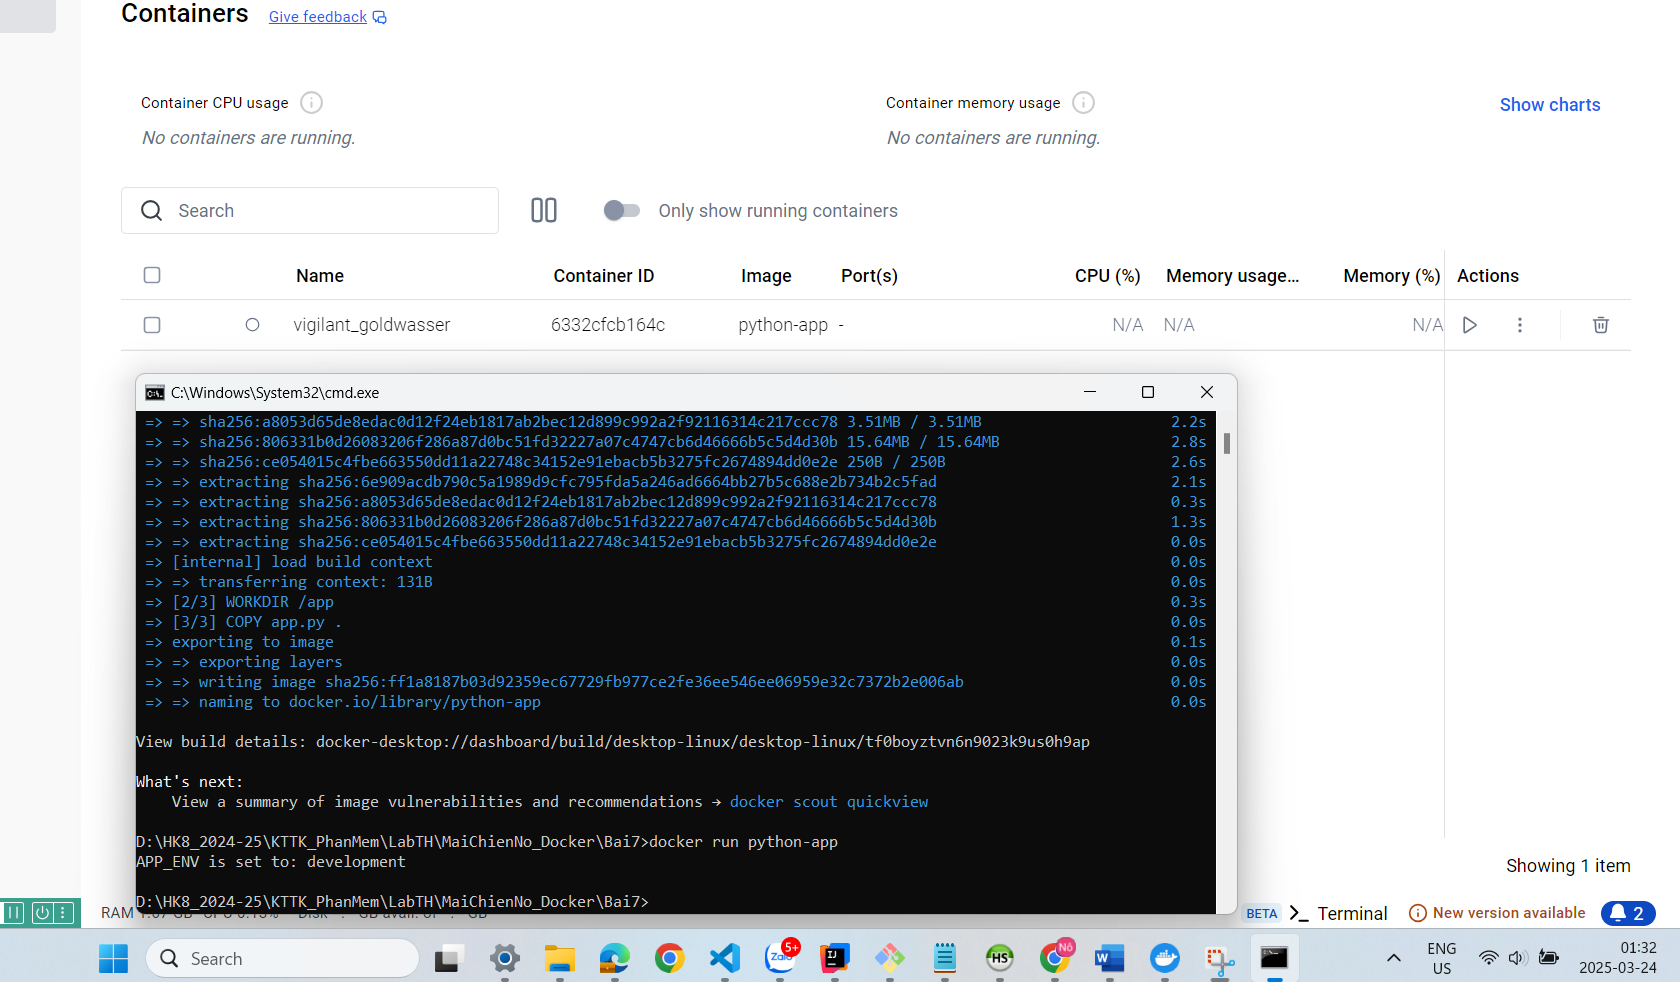 Containers Give feedback
Container CPU usage
No containers are running.
Container memory usage
No containers are running.
Show charts
Search
Only show running containers
Name Container ID Image Port(s) CPU (%) Memory usage... Memory (%) Actions
vigilant_goldwasser 6332cfcb164c python-app - N/A N/A N/A
C:\Windows\System32\cmd.exe
=> => sha256:a8053d65de8edac0d12f24eb1817ab2bec12d899c992a2f92116314c217ccc78 3.51MB / 3.51MB 2.2s
=> => sha256:806331b0d26083206f286a87d0bc51fd32227a07c4747cb6d46666b5c5d4d30b 15.64MB / 15.64MB 2.8s
=> => sha256:ce054015c4fbe663550dd11a22748c34152e91ebacb5b3275fc2674894dd0e2e 250B / 250B 2.6s
=> => extracting sha256:6e909acdb790c5a1989d9cfc795fda5a246ad6664bb27b5c688e2b734b2c5fad 2.1s
=> => extracting sha256:a8053d65de8edac0d12f24eb1817ab2bec12d899c992a2f92116314c217ccc78 0.3s
=> => extracting sha256:806331b0d26083206f286a87d0bc51fd32227a07c4747cb6d46666b5c5d4d30b 1.3s
=> => extracting sha256:ce054015c4fbe663550dd11a22748c34152e91ebacb5b3275fc2674894dd0e2e 0.0s
=> [internal] load build context 0.0s
=> => transferring context: 131B 0.0s
=> [2/3] WORKDIR /app 0.3s
=> [3/3] COPY app.py . 0.0s
=> exporting to image 0.1s
=> => exporting layers 0.0s
=> => writing image sha256:ff1a8187b03d92359ec67729fb977ce2fe36ee546ee06959e32c7372b2e006ab 0.0s
=> => naming to docker.io/library/python-app 0.0s
View build details: docker-desktop://dashboard/build/desktop-linux/desktop-linux/tf0boyztvn6n9023k9us0h9ap
What's next:
View a summary of image vulnerabilities and recommendations → docker scout quickview
D:\HK8_2024-25\KTTK_PhanMem\LabTH\MaiChienNo_Docker\Bai7>docker run python-app
APP_ENV is set to: development
D:\HK8_2024-25\KTTK_PhanMem\LabTH\MaiChienNo_Docker\Bai7>
Showing 1 item
RAM
BETA Terminal New version available 2
Search
Zalo
5+
IJ
HS
Nô
W
ENG
US
01:32
2025-03-24